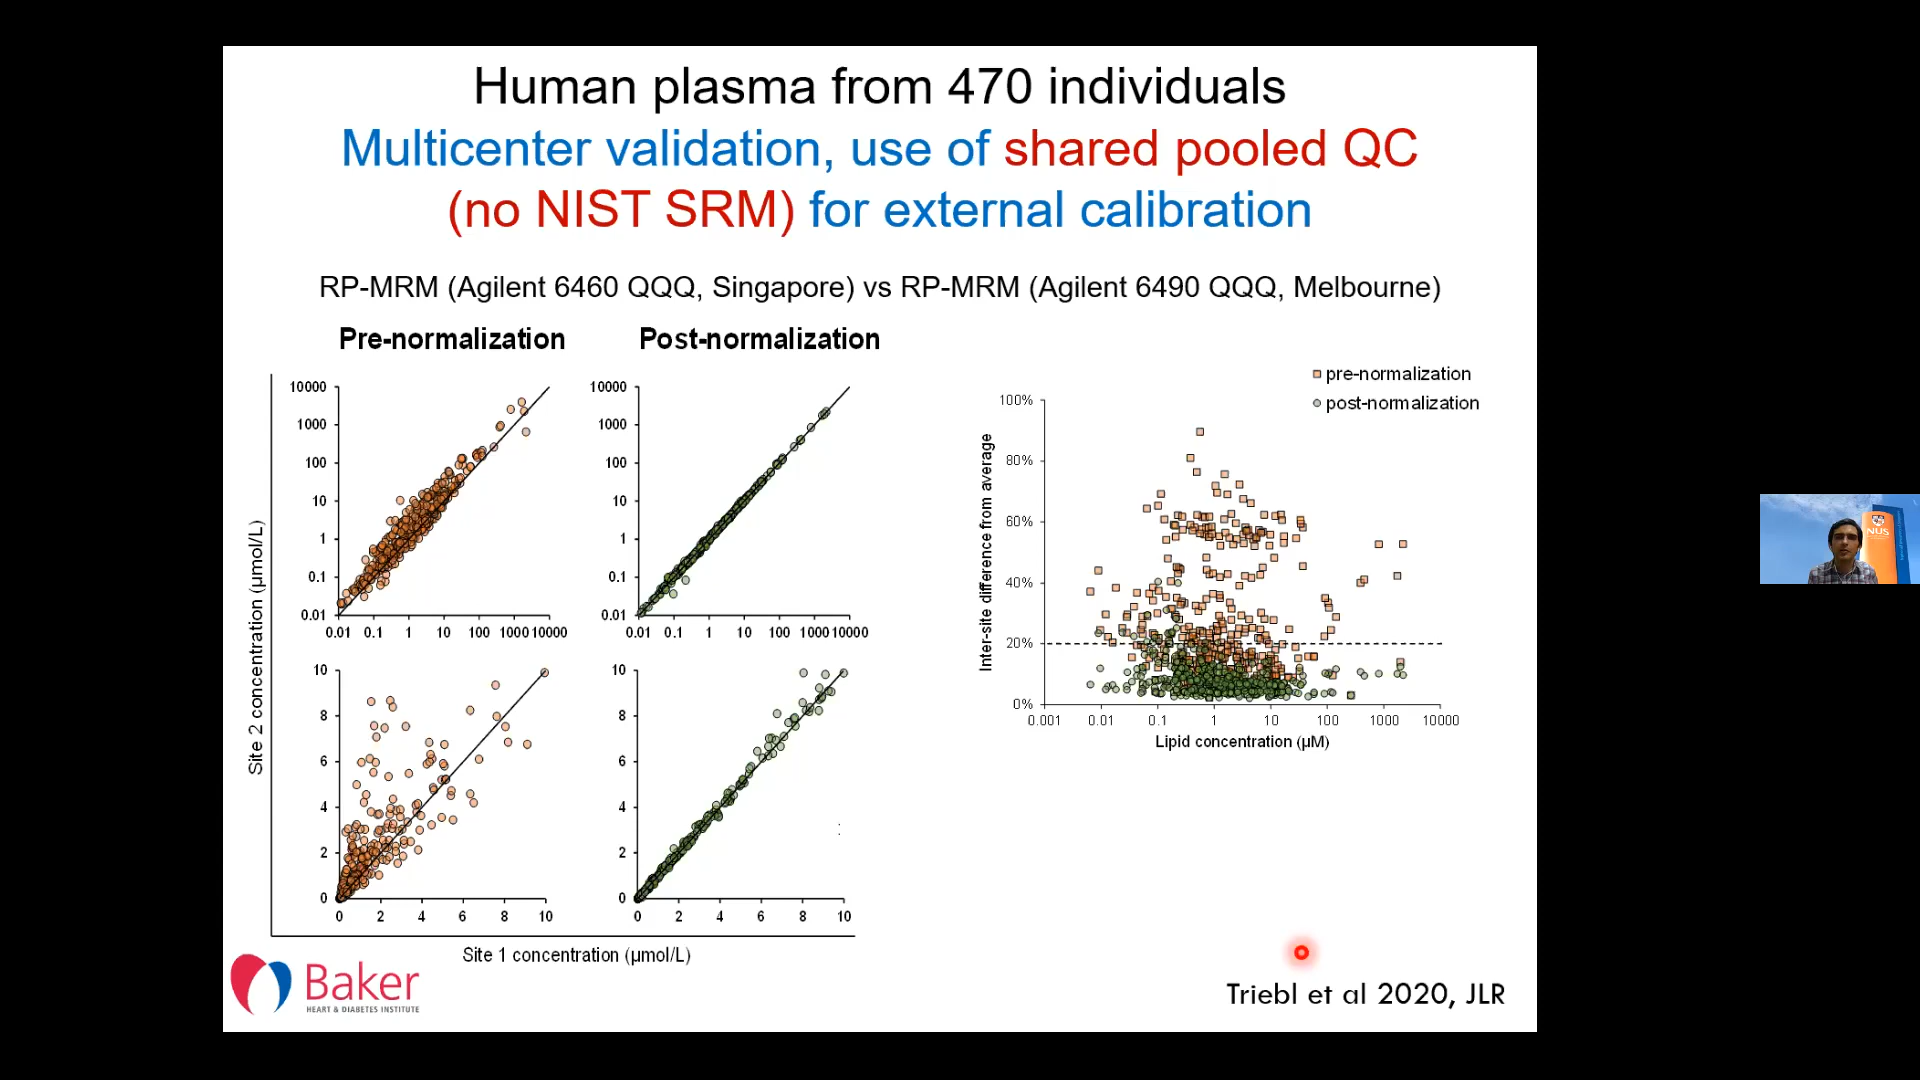 Human plasma from 470 individuals
Multicenter validation, use of shared pooled QC
(no NIST SRM) for external calibration
RP-MRM (Agilent 6460 QQQ, Singapore) vs RP-MRM (Agilent 6490 QQQ, Melbourne)
Pre-normalization
Post-normalization
10000
1000
100
10
1
0.1
0.01
0.01 0.1 1 10 100 1000 10000
10000
1000
100
10
1
0.1
0.01
0.01 0.1 1 10 100 1000 10000
10
8
6
4
2
0
0 2 4 6 8 10
10
8
6
4
2
0
0 2 4 6 8 10
Site 2 concentration (µmol/L)
Site 1 concentration (µmol/L)
pre-normalization
post-normalization
100%
80%
60%
40%
20%
0%
0.001 0.01 0.1 1 10 100 1000 10000
Inter-site difference from average
Lipid concentration (µM)
Baker
HEART & DIABETES INSTITUTE
Triebl et al 2020, JLR
NUS